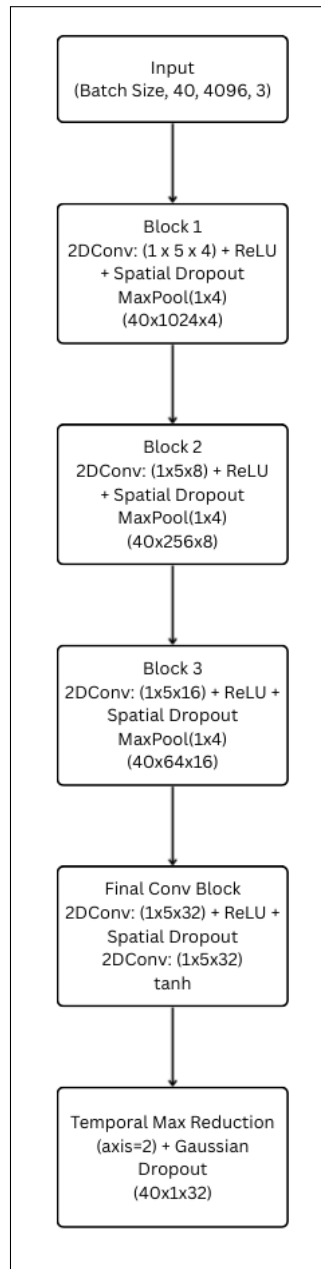 Input
(Batch Size, 40, 4096, 3)
Block 1
2DConv: (1 x 5 x 4) + ReLU
+ Spatial Dropout
MaxPool(1x4)
(40x1024x4)
Block 2
2DConv: (1x5x8) + ReLU
+ Spatial Dropout
MaxPool(1x4)
(40x256x8)
Block 3
2DConv: (1x5x16) + ReLU +
Spatial Dropout
MaxPool(1x4)
(40x64x16)
Final Conv Block
2DConv: (1x5x32) + ReLU +
Spatial Dropout
2DConv: (1x5x32)
tanh
Temporal Max Reduction
(axis=2) + Gaussian
Dropout
(40x1x32)